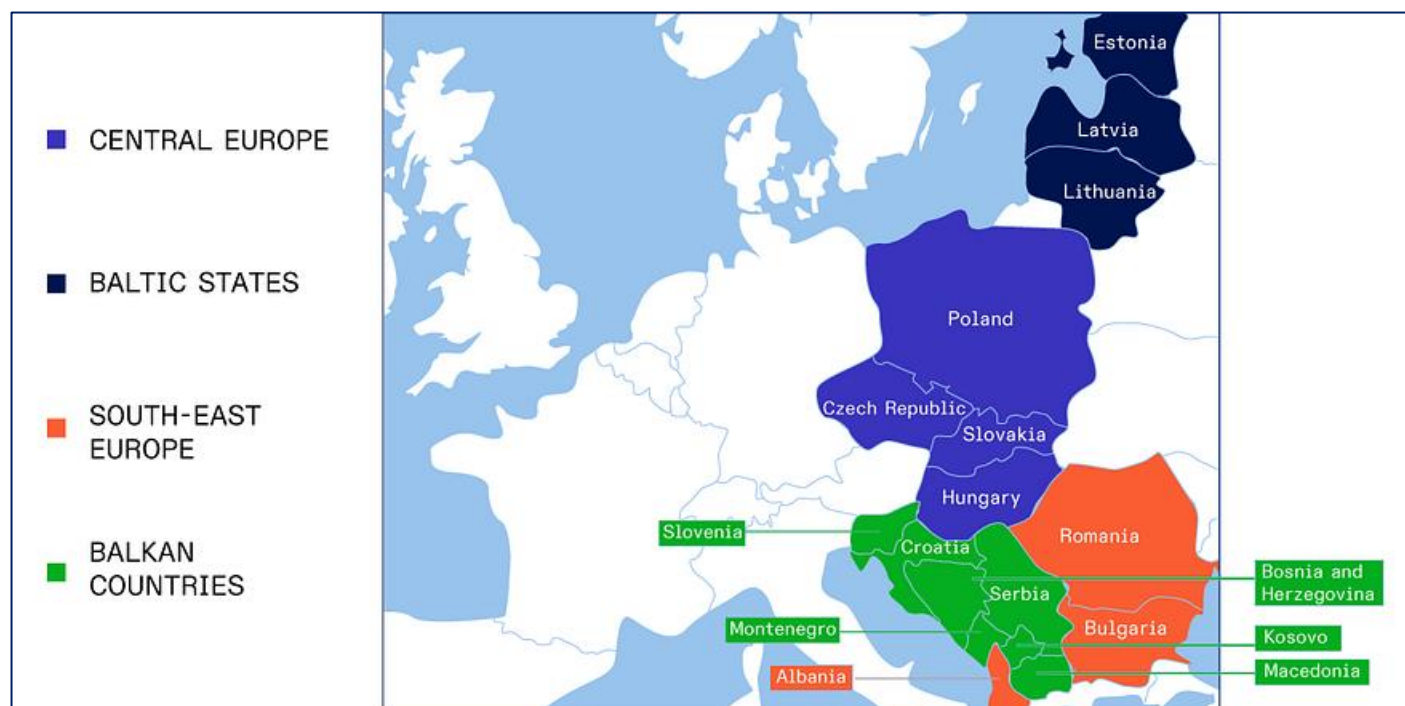 CENTRAL EUROPE
BALTIC STATES
SOUTH-EAST
EUROPE
BALKAN
COUNTRIES
Estonia
Latvia
Lithuania
Poland
Czech Republic
Slovakia
Hungary
Slovenia
Croatia
Romania
Bosnia and
Herzegovina
Serbia
Montenegro
Bulgaria
Kosovo
Albania
Macedonia